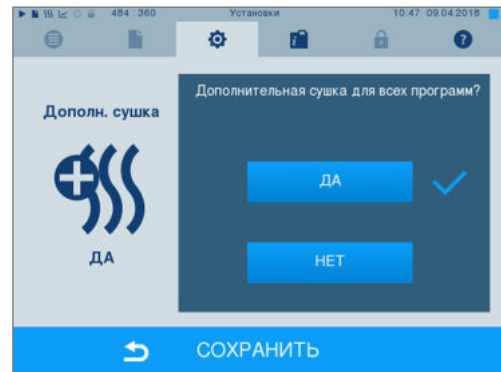 484 : 360 Установки 10:47 09.04.2018
Дополн. сушка
ДА
Дополнительная сушка для всех программ?
ДА
НЕТ
СОХРАНИТЬ